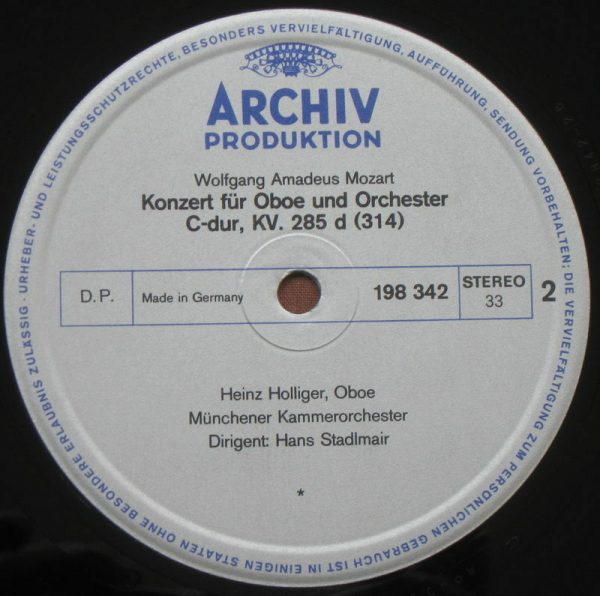 URHEBER- UND LEISTUNGSSCHUTZRECHTE, BESONDERS VERVIELFÄLTIGUNG, AUFFÜHRUNG, SENDUNG VORBEHALTEN; DIE VERVIELFÄLTIGUNG ZUM PERSÖNLICHEN GEBRAUCH IST IN EINIGEN STAATEN OHNE BESONDERE ERLAUBNIS ZULÄSSIG ·
ARCHIV
PRODUKTION
Wolfgang Amadeus Mozart
Konzert für Oboe und Orchester
C-dur, KV. 285 d (314)
D. P. Made in Germany 198 342 STEREO 33 2
Heinz Holliger, Oboe
Münchener Kammerorchester
Dirigent: Hans Stadlmair
*